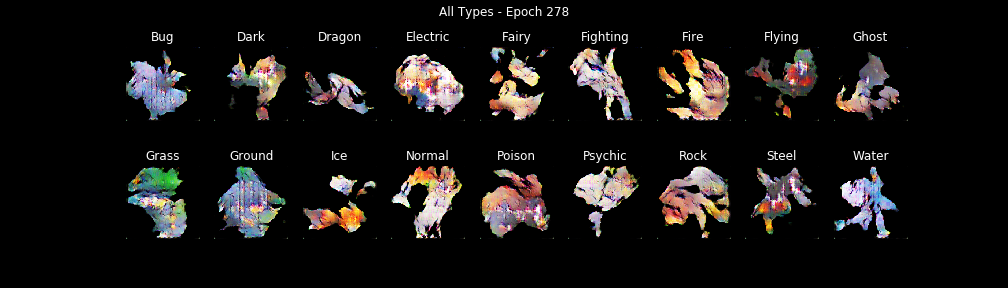 All Types - Epoch 278
Bug Dark Dragon Electric Fairy Fighting Fire Flying Ghost
Grass Ground Ice Normal Poison Psychic Rock Steel Water